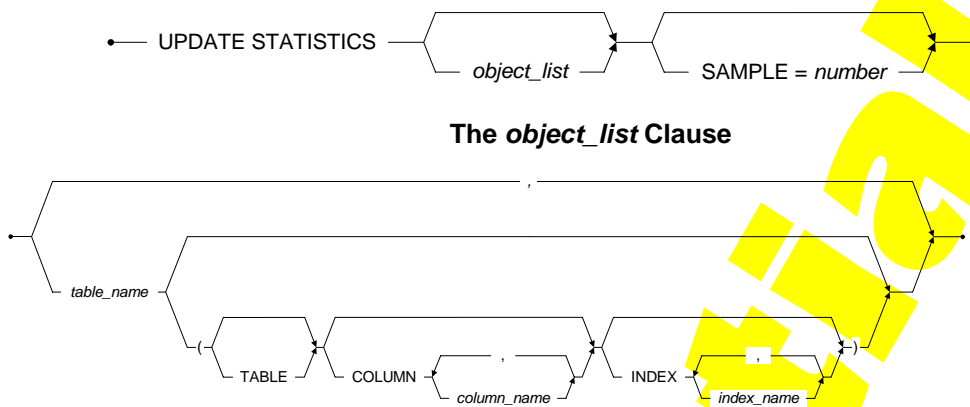 UPDATE STATISTICS
object_list
SAMPLE = number
The object_list Clause
,
table_name
(
TABLE
COLUMN
,
column_name
INDEX
,
index_name
)